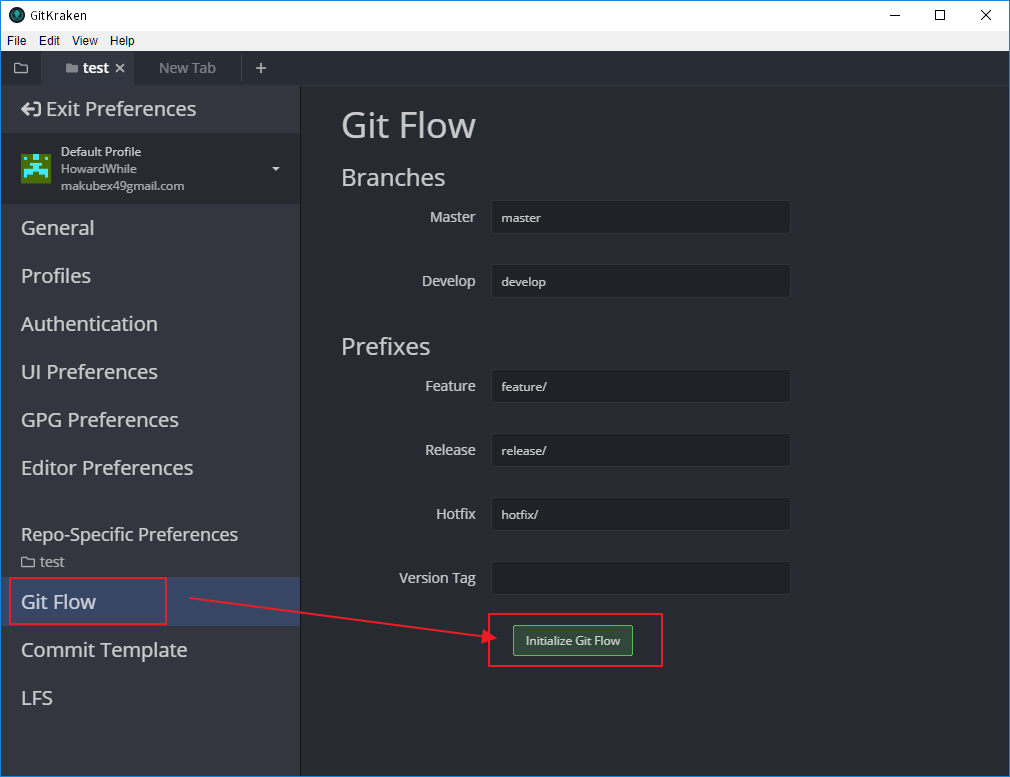 GitKraken
File Edit View Help
test New Tab
Exit Preferences
Default Profile
HowardWhile
makubex49gmail.com
General
Profiles
Authentication
UI Preferences
GPG Preferences
Editor Preferences
Repo-Specific Preferences
test
Git Flow
Commit Template
LFS
Git Flow
Branches
Master master
Develop develop
Prefixes
Feature feature/
Release release/
Hotfix hotfix/
Version Tag
Initialize Git Flow